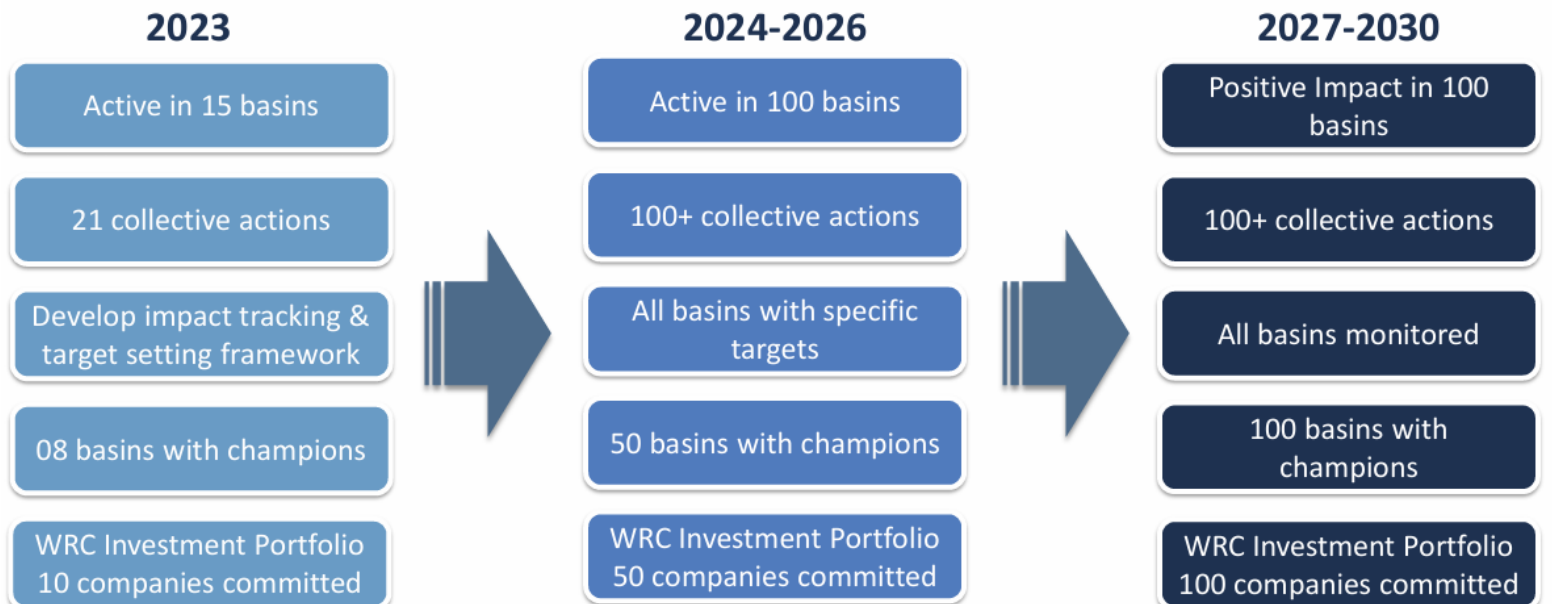 2023
Active in 15 basins
21 collective actions
Develop impact tracking &
target setting framework
08 basins with champions
WRC Investment Portfolio
10 companies committed
2024-2026
Active in 100 basins
100+ collective actions
All basins with specific
targets
50 basins with champions
WRC Investment Portfolio
50 companies committed
2027-2030
Positive Impact in 100
basins
100+ collective actions
All basins monitored
100 basins with
champions
WRC Investment Portfolio
100 companies committed